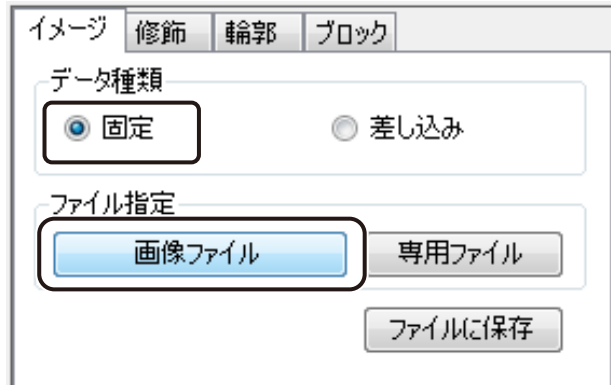 イメージ 修飾 輪郭 ブロック
データ種類
固定 差し込み
ファイル指定
画像ファイル 専用ファイル
ファイルに保存